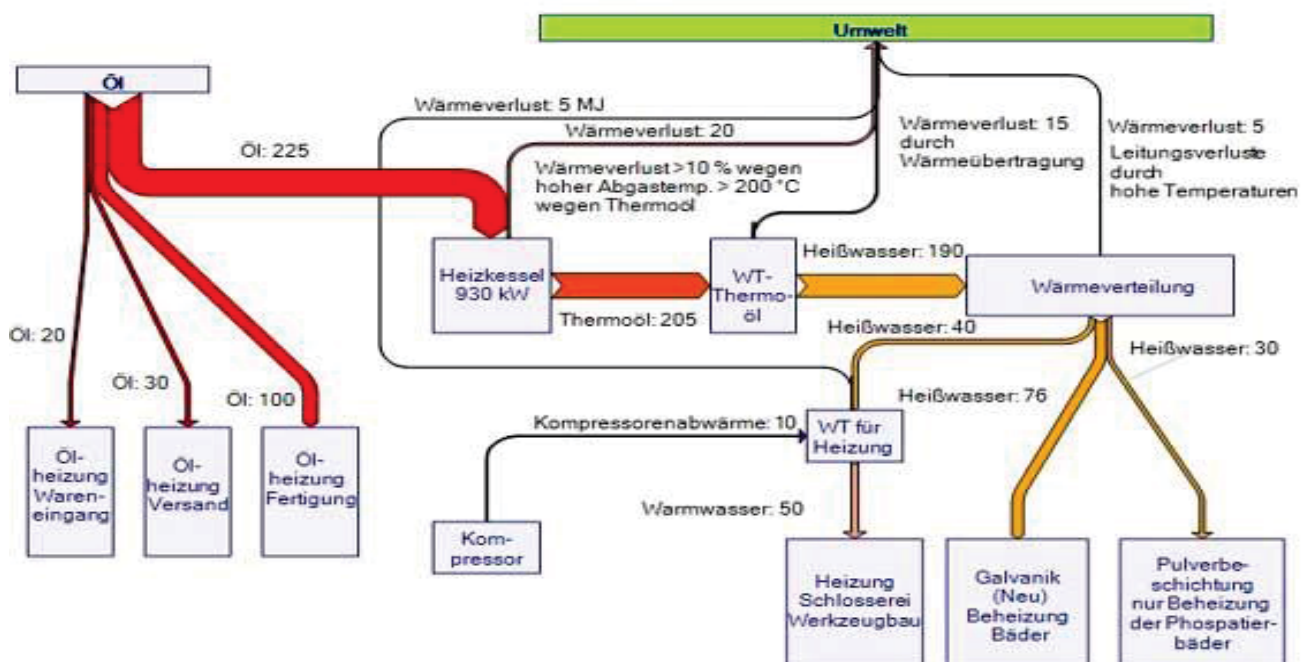 Umwelt
Öl
Wärmeverlust: 5 MJ
Wärmeverlust: 20
Öl: 225
Wärmeverlust >10 % wegen
hoher Abgastemp. > 200 °C
wegen Thermoöl
Wärmeverlust: 15
durch
Wärmeübertragung
Wärmeverlust: 5
Leitungsverluste
durch
hohe Temperaturen
Heizkessel
930 kW
Thermoöl: 205
WT-
Thermo-
öl
Heißwasser: 190
Wärmeverteilung
Öl: 20
Öl: 30
Öl: 100
Heißwasser: 40
Heißwasser: 30
Heißwasser: 76
Kompressorenabwärme: 10
WT für
Heizung
Öl-
heizung
Waren-
eingang
Öl-
heizung
Versand
Öl-
heizung
Fertigung
Warmwasser: 50
Kom-
pressor
Heizung
Schlosserei
Werkzeugbau
Galvanik
(Neu)
Beheizung
Bäder
Pulverbe-
schichtung
nur Beheizung
der Phospatier-
bäder